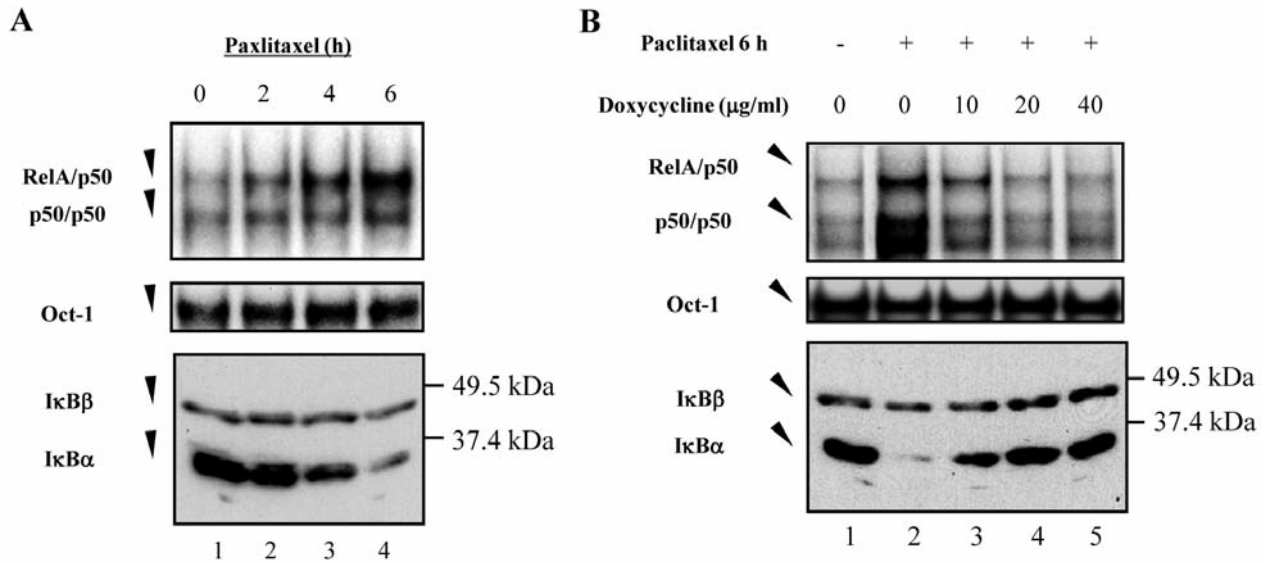 A
Paxlitaxel (h)
0 2 4 6
RelA/p50
p50/p50
Oct-1
IκBβ
IκBα
49.5 kDa
37.4 kDa
1 2 3 4
B
Paclitaxel 6 h - + + + +
Doxycycline (μg/ml) 0 0 10 20 40
RelA/p50
p50/p50
Oct-1
IκBβ
IκBα
49.5 kDa
37.4 kDa
1 2 3 4 5